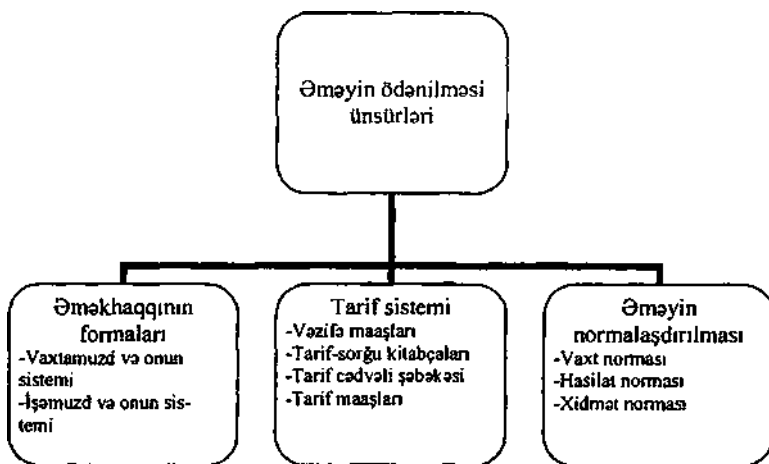 Əməyin ödənilməsi
ünsürləri
Əməkhaqqının
formaları
-Vaxtamuzd və onun
sistemi
-İşəmuzd və onun sis-
temi
Tarif sistemi
-Vəzifə maaşları
-Tarif-sorğu kitabçaları
-Tarif cədvəli şəbəkəsi
-Tarif maaşları
Əməyin
normalaşdırılması
-Vaxt norması
-Hasilat norması
-Xidmət norması